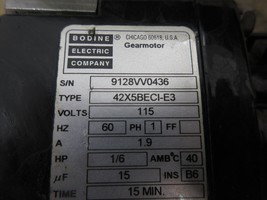 BODINE CHICAGO 60618, U.S.A.
ELECTRIC Gearmotor
COMPANY
S/N 9128VV0436
TYPE 42X5BECI-E3
VOLTS 115
HZ 60 PH 1 FF
A 1.9
HP 1/6 AMB°C 40
µF 15 INS B6
TIME 15 MIN.